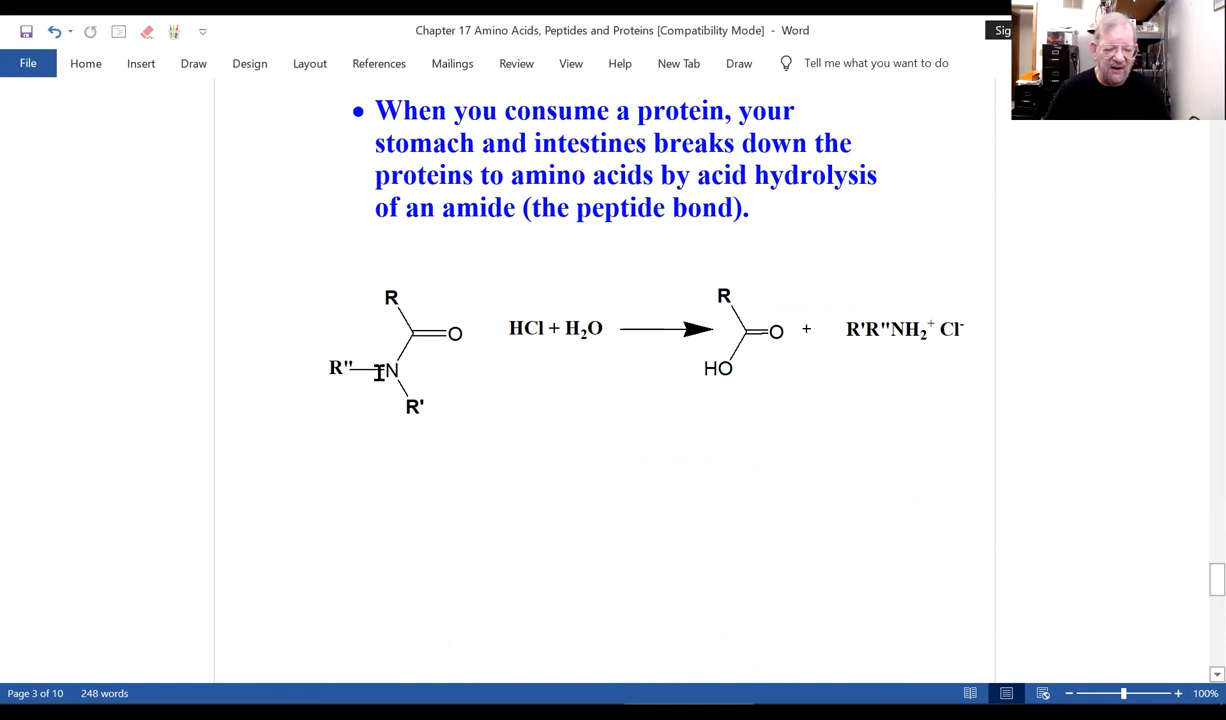 Chapter 17 Amino Acids, Peptides and Proteins [Compatibility Mode] - Word
Sig
File Home Insert Draw Design Layout References Mailings Review View Help New Tab Draw Tell me what you want to do
• When you consume a protein, your
stomach and intestines breaks down the
proteins to amino acids by acid hydrolysis
of an amide (the peptide bond).
R
O
R"—N
R'
HCl + H₂O
R
O
HO
+
R'R"NH₂⁺ Cl⁻
Page 3 of 10 248 words
100%